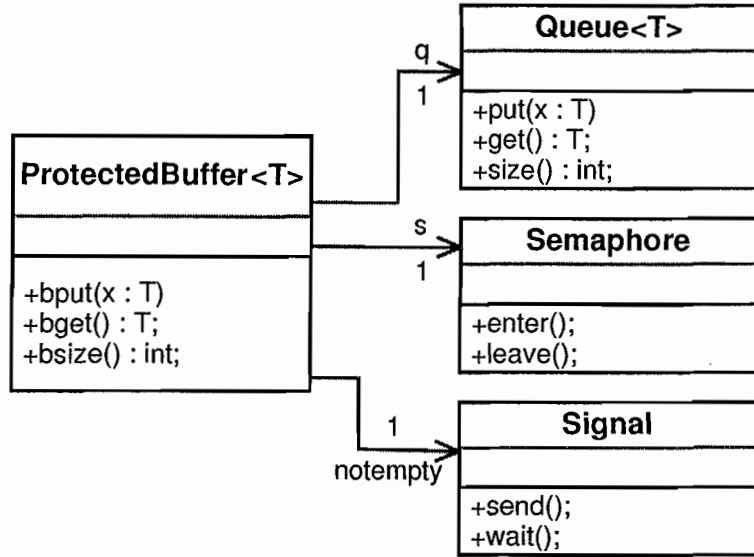 Queue<T>
+put(x : T)
+get() : T;
+size() : int;
q
1
ProtectedBuffer<T>
+bput(x : T)
+bget() : T;
+bsize() : int;
s
1
Semaphore
+enter();
+leave();
1
notempty
Signal
+send();
+wait();